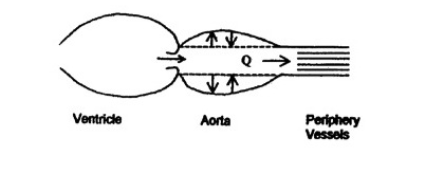 Q
Ventricle
Aorta
Periphery
Vessels